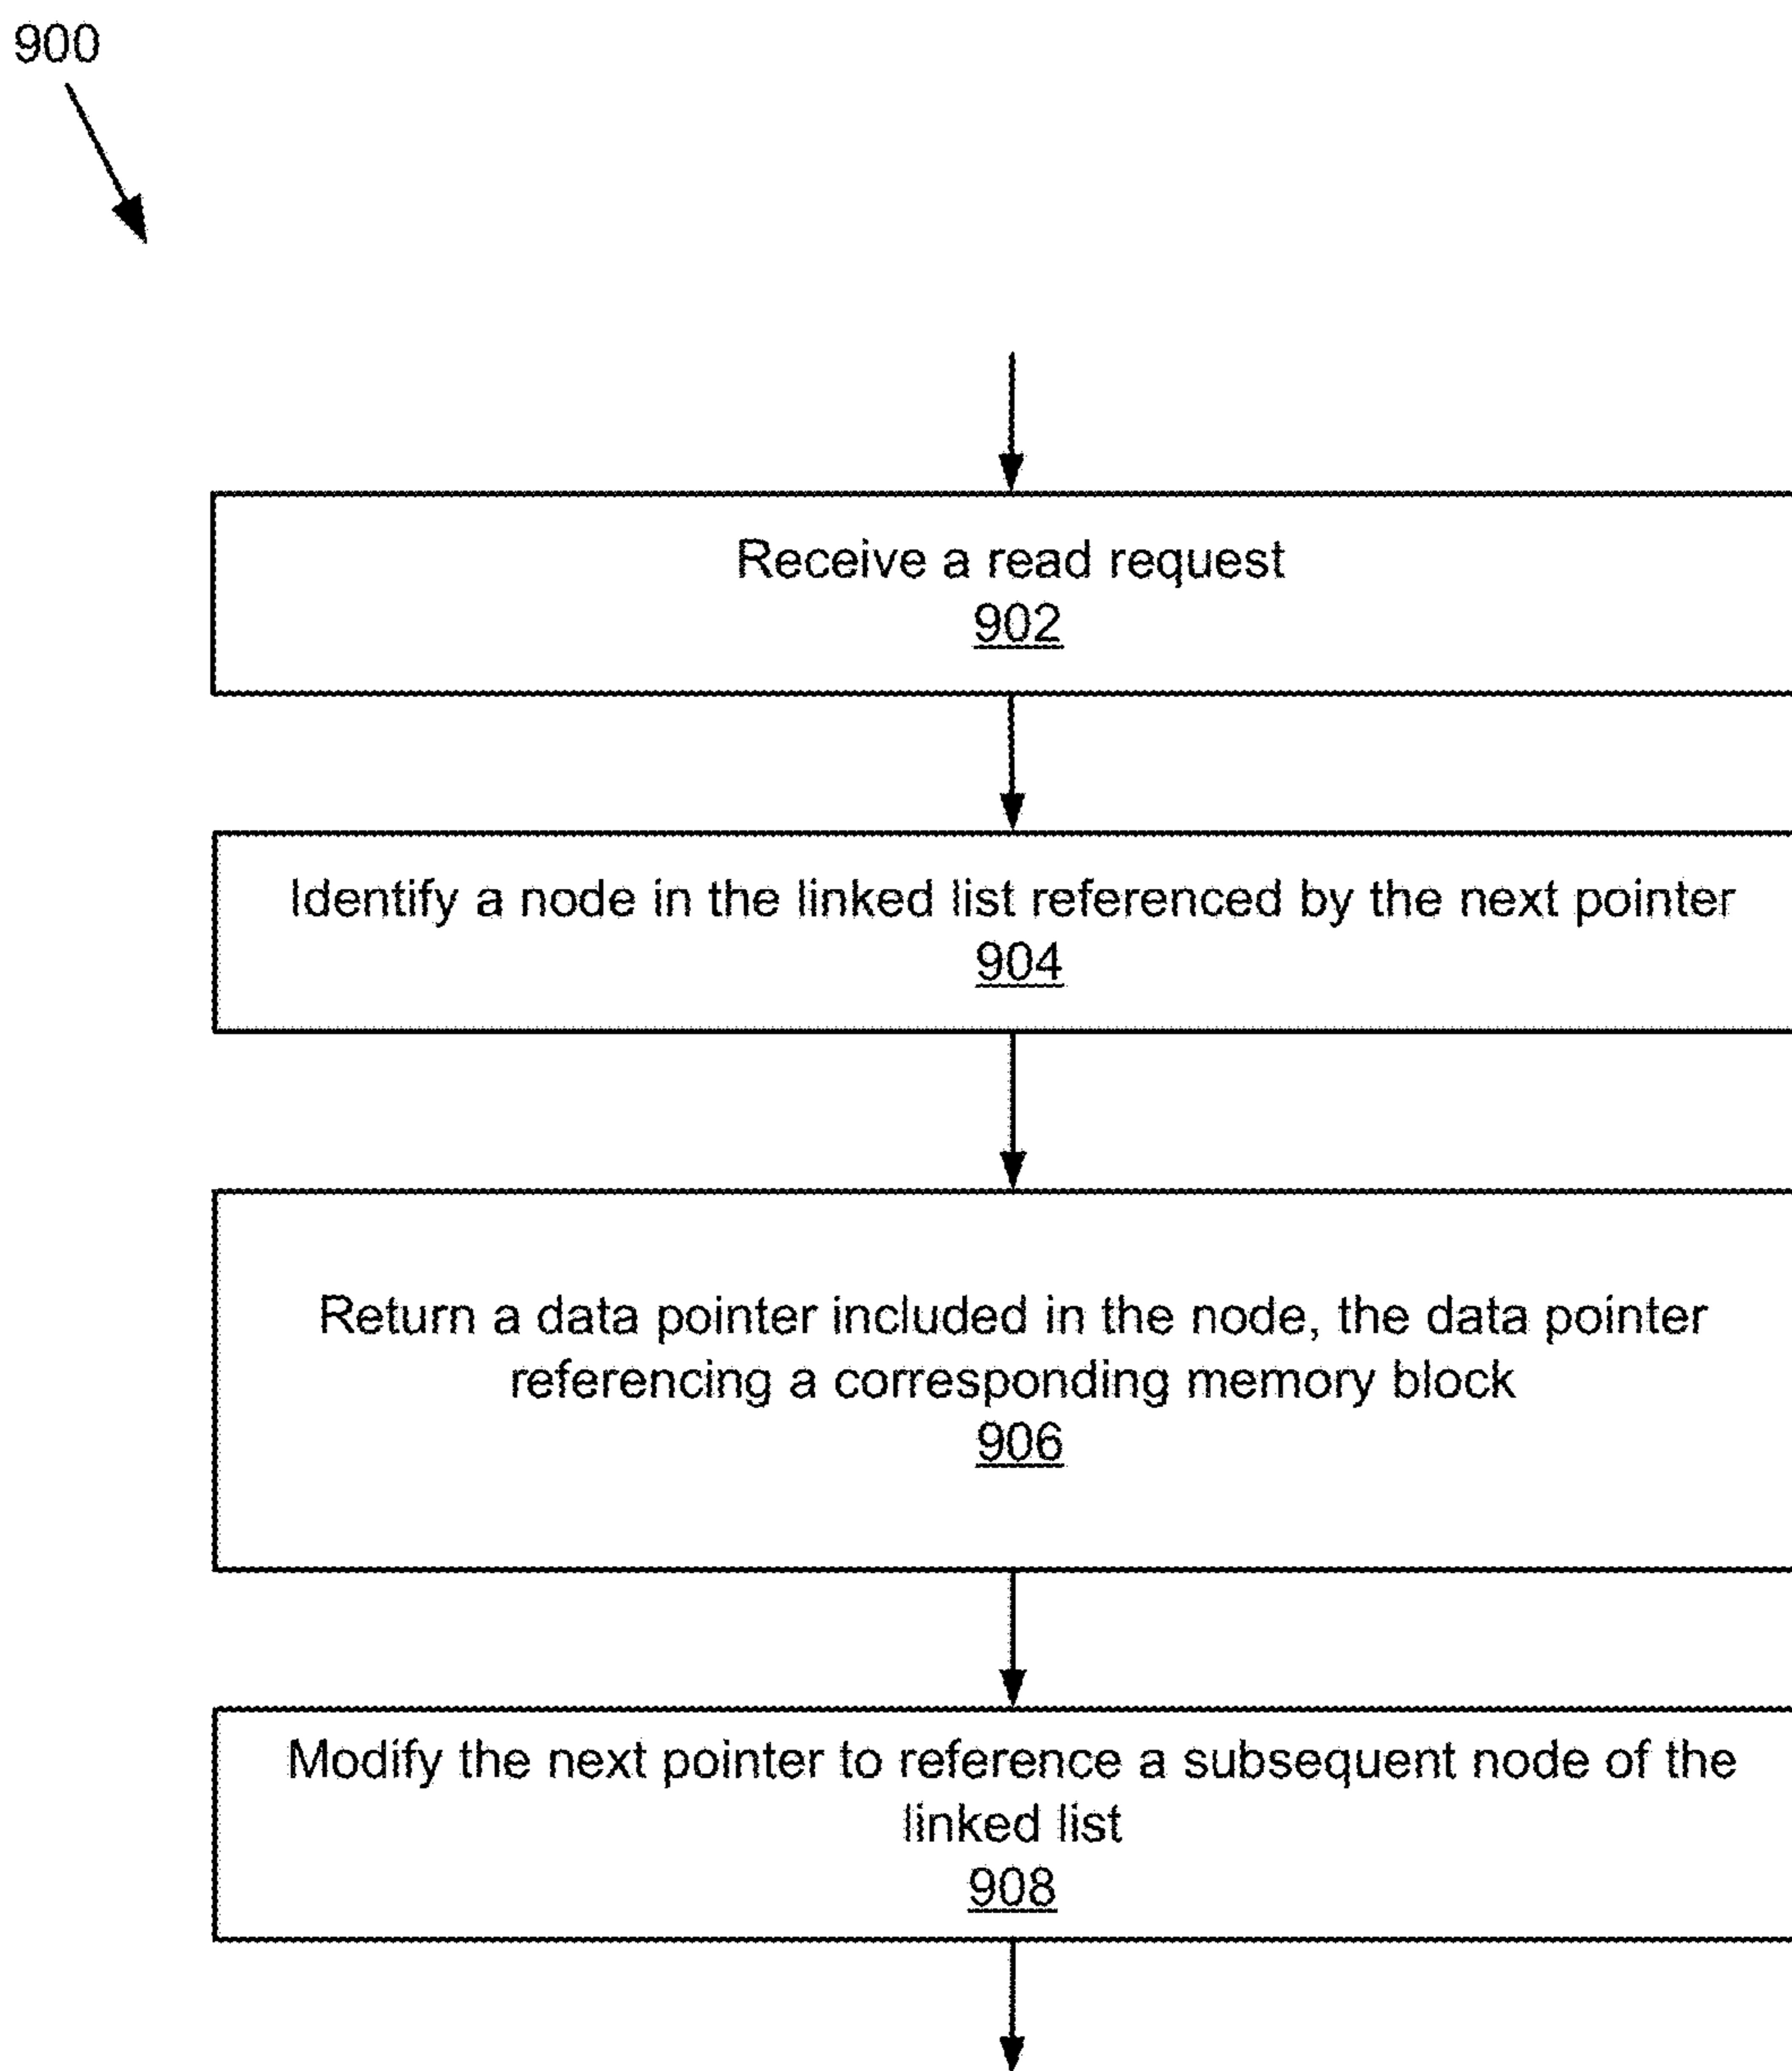 900
Receive a read request
902
Identify a node in the linked list referenced by the next pointer
904
Return a data pointer included in the node, the data pointer
referencing a corresponding memory block
906
Modify the next pointer to reference a subsequent node of the
linked list
908